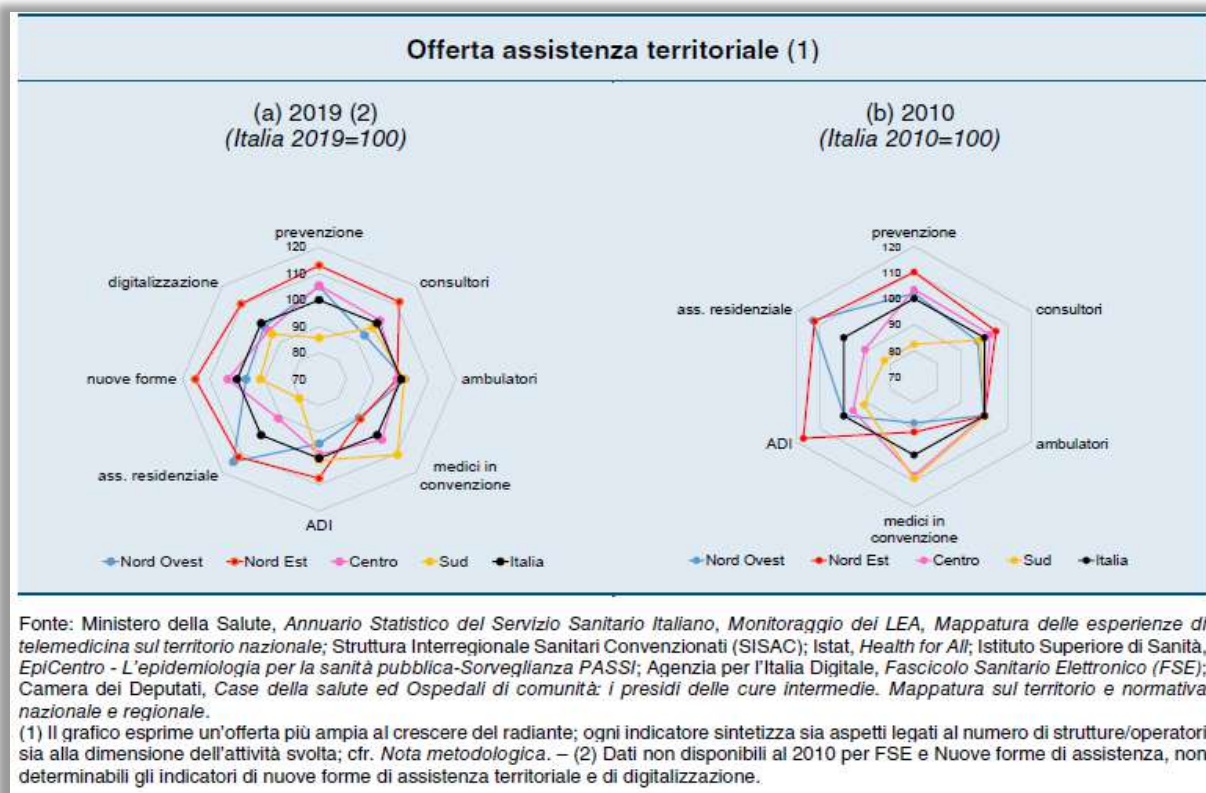 Offerta assistenza territoriale (1)
(a) 2019 (2)
(Italia 2019=100)
prevenzione
120
110
100
90
80
70
digitalizzazione
consultori
nuove forme
ambulatori
ass. residenziale
medici in
convenzione
ADI
Nord Ovest Nord Est Centro Sud Italia
(b) 2010
(Italia 2010=100)
prevenzione
120
110
100
90
80
70
ass. residenziale
consultori
ADI
ambulatori
medici in
convenzione
Nord Ovest Nord Est Centro Sud Italia
Fonte: Ministero della Salute, Annuario Statistico del Servizio Sanitario Italiano, Monitoraggio dei LEA, Mappatura delle esperienze di
telemedicina sul territorio nazionale; Struttura Interregionale Sanitari Convenzionati (SISAC); Istat, Health for All; Istituto Superiore di Sanità,
EpiCentro - L'epidemiologia per la sanità pubblica-Sorveglianza PASSI; Agenzia per l'Italia Digitale, Fascicolo Sanitario Elettronico (FSE);
Camera dei Deputati, Case della salute ed Ospedali di comunità: i presidi delle cure intermedie. Mappatura sul territorio e normativa
nazionale e regionale.
(1) Il grafico esprime un'offerta più ampia al crescere del radiante; ogni indicatore sintetizza sia aspetti legati al numero di strutture/operatori
sia alla dimensione dell'attività svolta; cfr. Nota metodologica. – (2) Dati non disponibili al 2010 per FSE e Nuove forme di assistenza, non
determinabili gli indicatori di nuove forme di assistenza territoriale e di digitalizzazione.